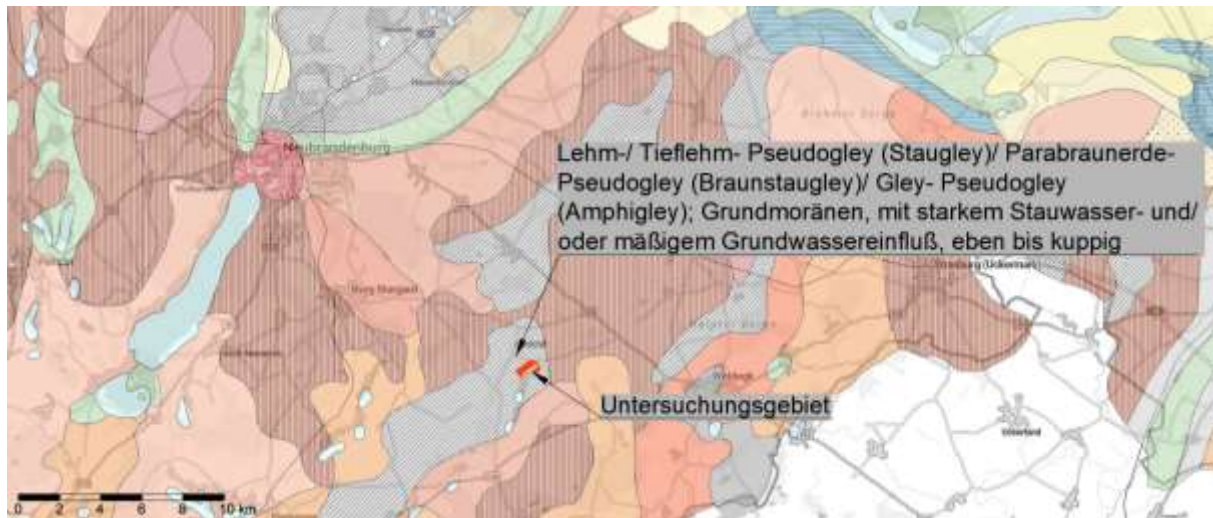 Neubrandenburg
Lehm-/ Tieflehm- Pseudogley (Staugley)/ Parabraunerde-
Pseudogley (Braunstaugley)/ Gley- Pseudogley
(Amphigley); Grundmoränen, mit starkem Stauwasser- und/
oder mäßigem Grundwassereinfluß, eben bis kuppig
Burg Stargard
Woldegk
Untersuchungsgebiet
0 2 4 6 8 10 km